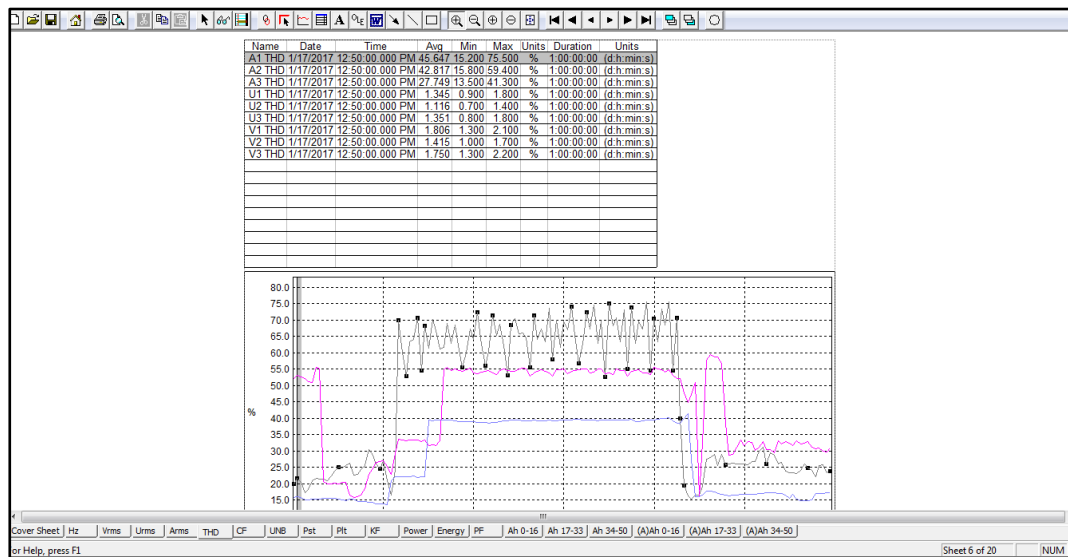 A OLE W
Name Date Time Avg Min Max Units Duration Units
A1 THD 1/17/2017 12:50:00.000 PM 45.647 15.200 75.500 % 1:00:00:00 (d:h:min:s)
A2 THD 1/17/2017 12:50:00.000 PM 42.817 15.800 59.400 % 1:00:00:00 (d:h:min:s)
A3 THD 1/17/2017 12:50:00.000 PM 27.749 13.500 41.300 % 1:00:00:00 (d:h:min:s)
U1 THD 1/17/2017 12:50:00.000 PM 1.345 0.900 1.800 % 1:00:00:00 (d:h:min:s)
U2 THD 1/17/2017 12:50:00.000 PM 1.116 0.700 1.400 % 1:00:00:00 (d:h:min:s)
U3 THD 1/17/2017 12:50:00.000 PM 1.351 0.800 1.800 % 1:00:00:00 (d:h:min:s)
V1 THD 1/17/2017 12:50:00.000 PM 1.806 1.300 2.100 % 1:00:00:00 (d:h:min:s)
V2 THD 1/17/2017 12:50:00.000 PM 1.415 1.000 1.700 % 1:00:00:00 (d:h:min:s)
V3 THD 1/17/2017 12:50:00.000 PM 1.750 1.300 2.200 % 1:00:00:00 (d:h:min:s)
80.0
75.0
70.0
65.0
60.0
55.0
50.0
45.0
%
40.0
35.0
30.0
25.0
20.0
15.0
Cover Sheet Hz Vrms Urms Arms THD CF UNB Pst Plt KF Power Energy PF Ah 0-16 Ah 17-33 Ah 34-50 (A)Ah 0-16 (A)Ah 17-33 (A)Ah 34-50
or Help, press F1 Sheet 6 of 20 NUM